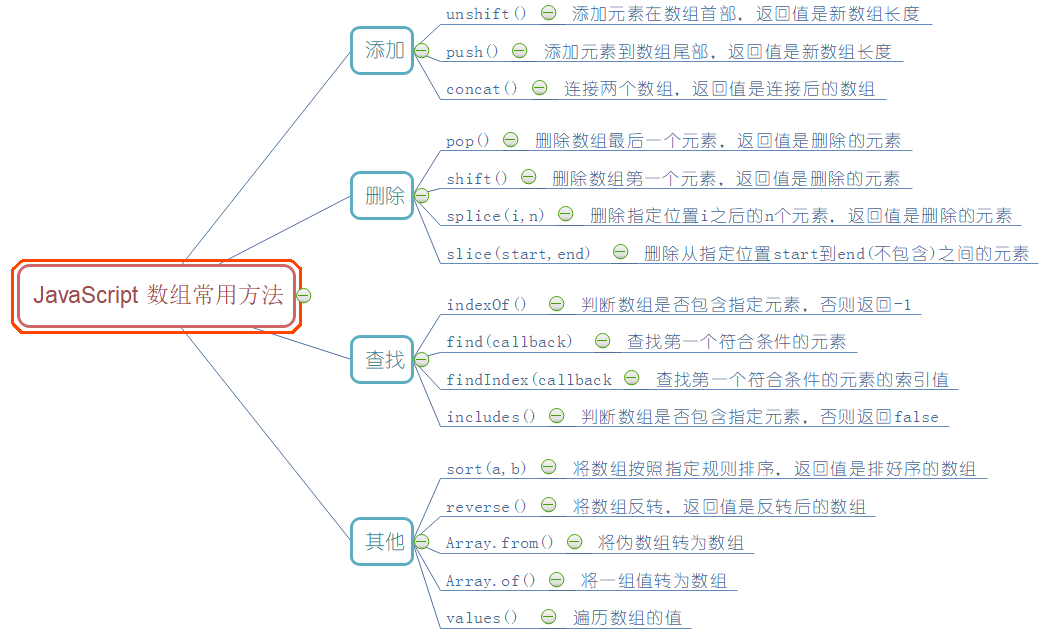 JavaScript 数组常用方法
添加
unshift() 添加元素在数组首部，返回值是新数组长度
push() 添加元素到数组尾部，返回值是新数组长度
concat() 连接两个数组，返回值是连接后的数组
删除
pop() 删除数组最后一个元素，返回值是删除的元素
shift() 删除数组第一个元素，返回值是删除的元素
splice(i,n) 删除指定位置i之后的n个元素，返回值是删除的元素
slice(start,end) 删除从指定位置start到end(不包含)之间的元素
查找
indexOf() 判断数组是否包含指定元素，否则返回-1
find(callback) 查找第一个符合条件的元素
findIndex(callback 查找第一个符合条件的元素的索引值
includes() 判断数组是否包含指定元素，否则返回false
其他
sort(a,b) 将数组按照指定规则排序，返回值是排好序的数组
reverse() 将数组反转，返回值是反转后的数组
Array.from() 将伪数组转为数组
Array.of() 将一组值转为数组
values() 遍历数组的值